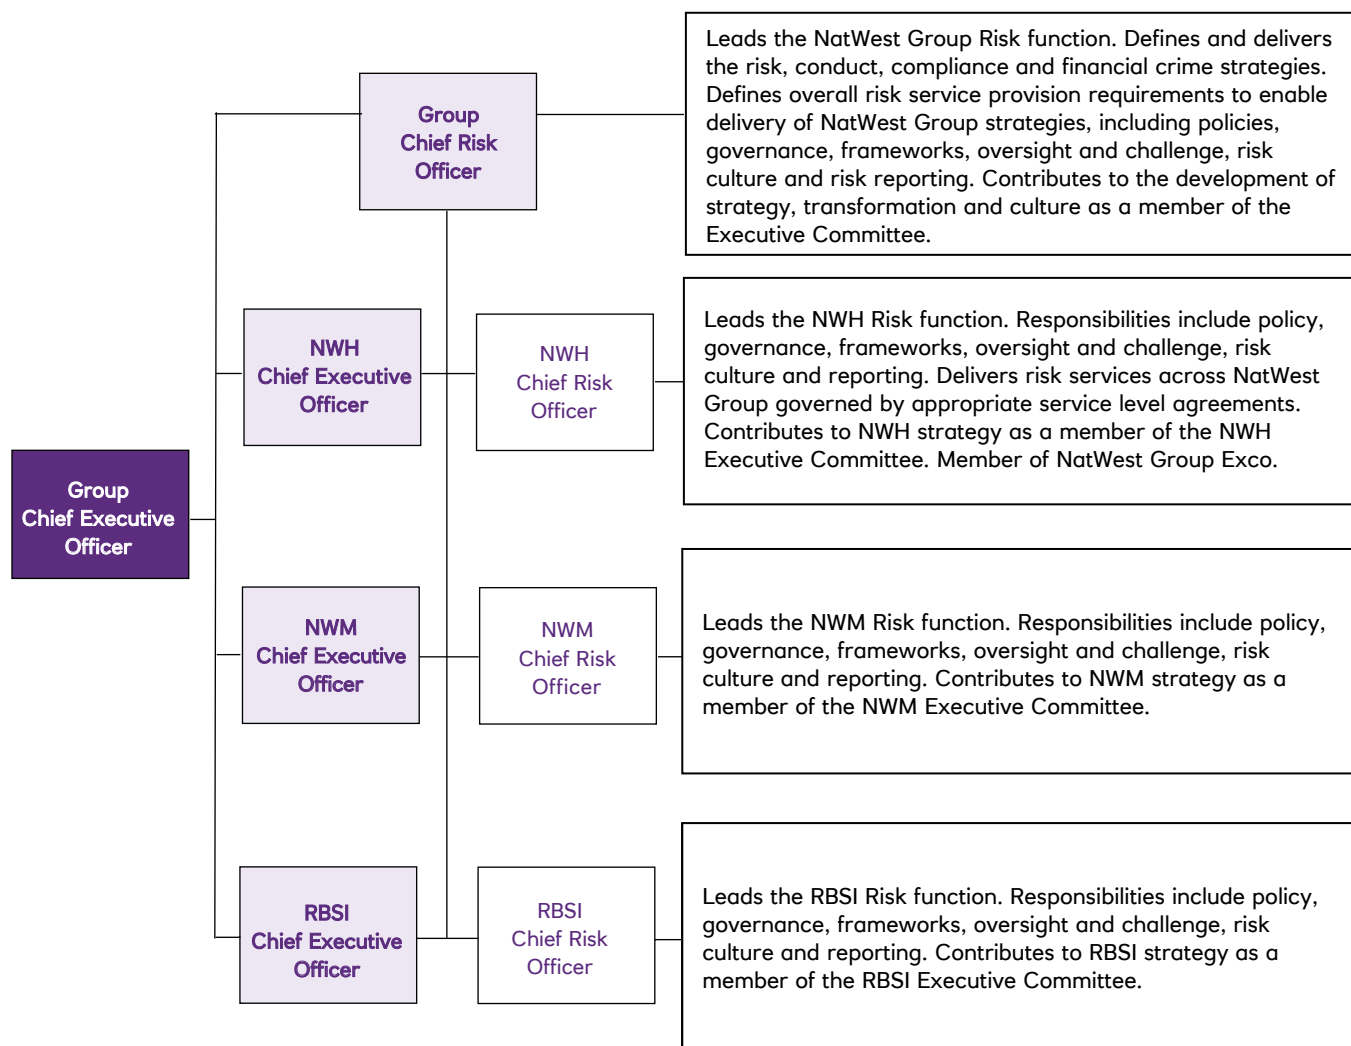 Group
Chief Risk
Officer
Leads the NatWest Group Risk function. Defines and delivers
the risk, conduct, compliance and financial crime strategies.
Defines overall risk service provision requirements to enable
delivery of NatWest Group strategies, including policies,
governance, frameworks, oversight and challenge, risk
culture and risk reporting. Contributes to the development of
strategy, transformation and culture as a member of the
Executive Committee.
NWH
Chief Executive
Officer
NWH
Chief Risk
Officer
Leads the NWH Risk function. Responsibilities include policy,
governance, frameworks, oversight and challenge, risk
culture and reporting. Delivers risk services across NatWest
Group governed by appropriate service level agreements.
Contributes to NWH strategy as a member of the NWH
Executive Committee. Member of NatWest Group Exco.
Group
Chief Executive
Officer
NWM
Chief Executive
Officer
NWM
Chief Risk
Officer
Leads the NWM Risk function. Responsibilities include policy,
governance, frameworks, oversight and challenge, risk
culture and reporting. Contributes to NWM strategy as a
member of the NWM Executive Committee.
RBSI
Chief Executive
Officer
RBSI
Chief Risk
Officer
Leads the RBSI Risk function. Responsibilities include policy,
governance, frameworks, oversight and challenge, risk
culture and reporting. Contributes to RBSI strategy as a
member of the RBSI Executive Committee.